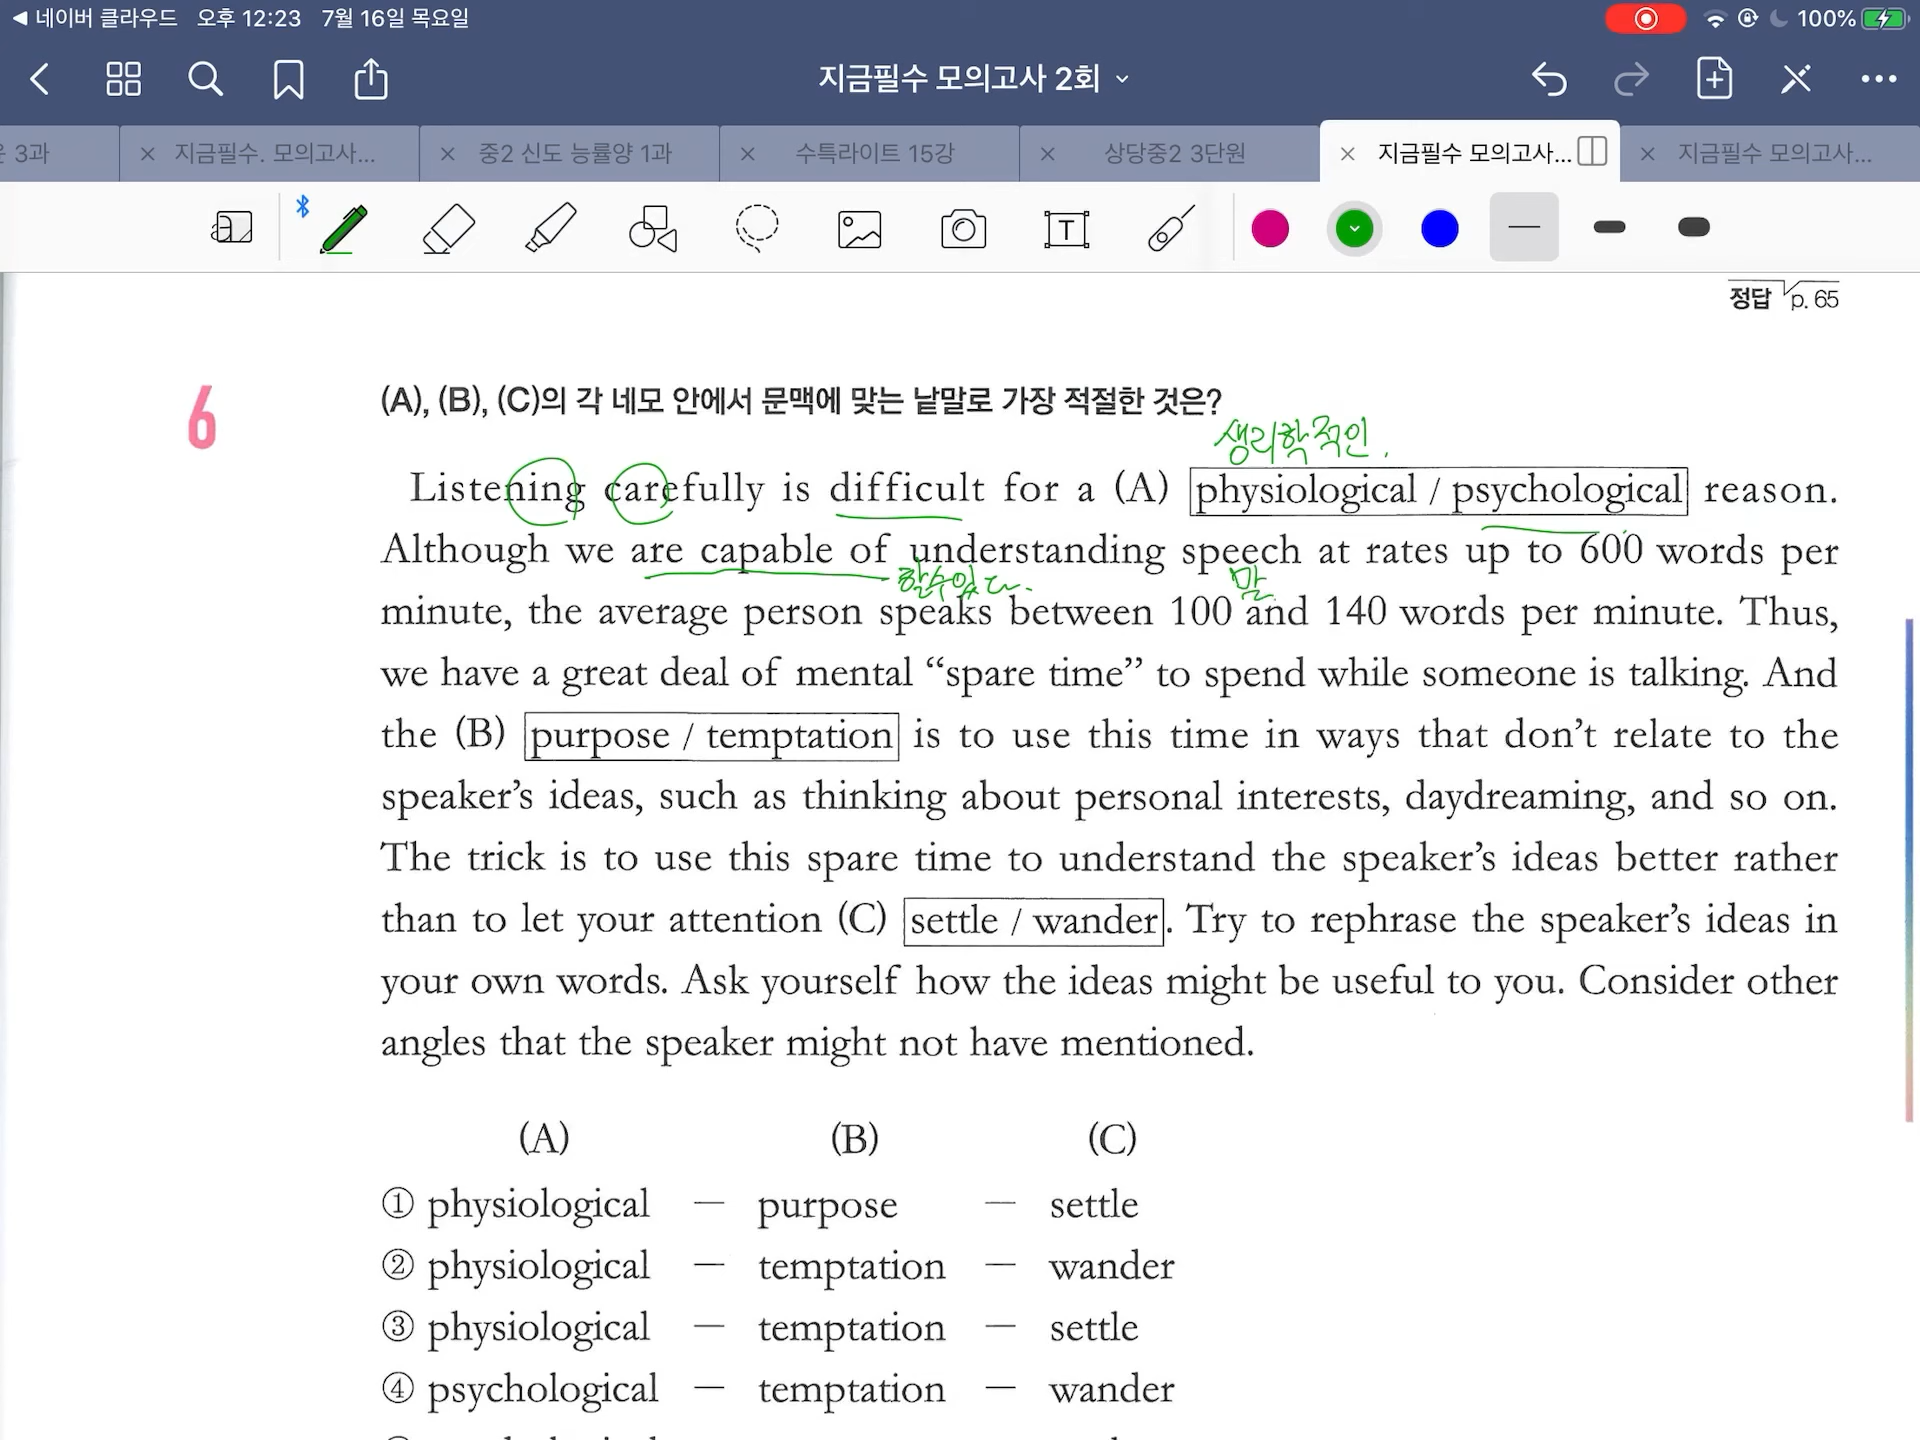 ◀ 네이버 클라우드 오후 12:23 7월 16일 목요일 100%
지금필수 모의고사 2회
3과 × 지금필수. 모의고사... × 중2 신도 능률양 1과 × 수특라이트 15강 × 상당중2 3단원 × 지금필수 모의고사... × 지금필수 모의고사...
정답 p. 65
6
(A), (B), (C)의 각 네모 안에서 문맥에 맞는 낱말로 가장 적절한 것은?
생리학적인.
Listening carefully is difficult for a (A) physiological / psychological reason.
Although we are capable of understanding speech at rates up to 600 words per
할수있다. 말
minute, the average person speaks between 100 and 140 words per minute. Thus,
we have a great deal of mental “spare time” to spend while someone is talking. And
the (B) purpose / temptation is to use this time in ways that don’t relate to the
speaker’s ideas, such as thinking about personal interests, daydreaming, and so on.
The trick is to use this spare time to understand the speaker’s ideas better rather
than to let your attention (C) settle / wander. Try to rephrase the speaker’s ideas in
your own words. Ask yourself how the ideas might be useful to you. Consider other
angles that the speaker might not have mentioned.
(A) (B) (C)
① physiological — purpose — settle
② physiological — temptation — wander
③ physiological — temptation — settle
④ psychological — temptation — wander